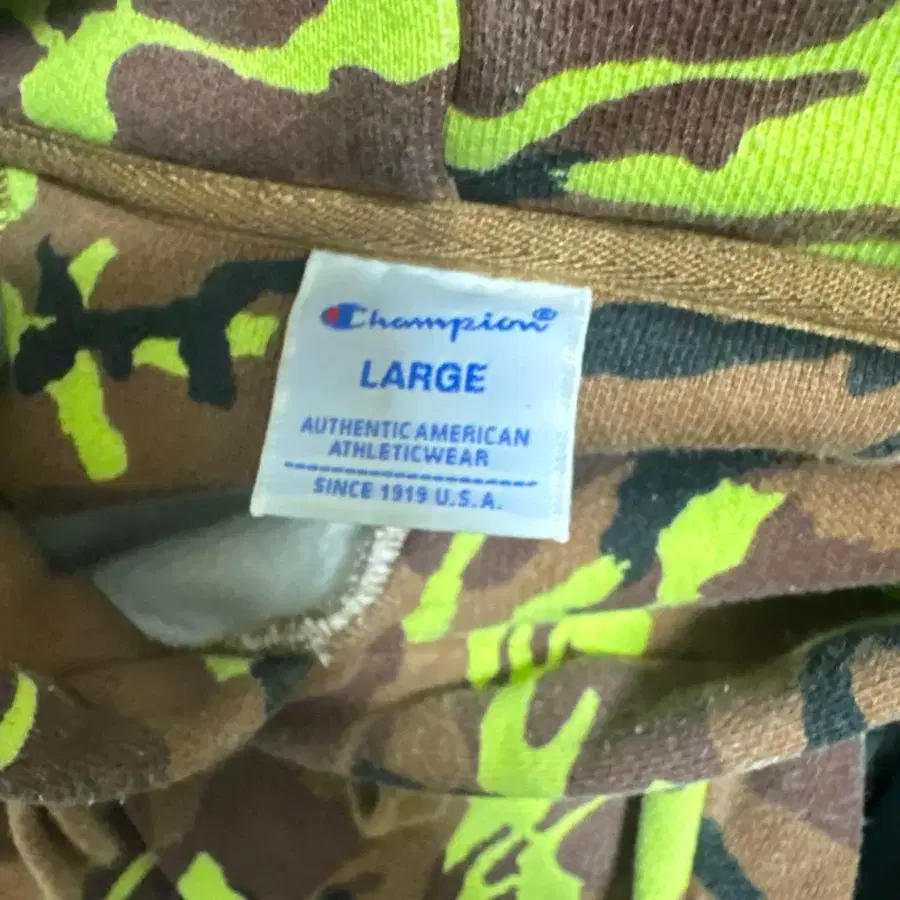 Champion®
LARGE
AUTHENTIC AMERICAN
ATHLETICWEAR
SINCE 1919 U.S.A.